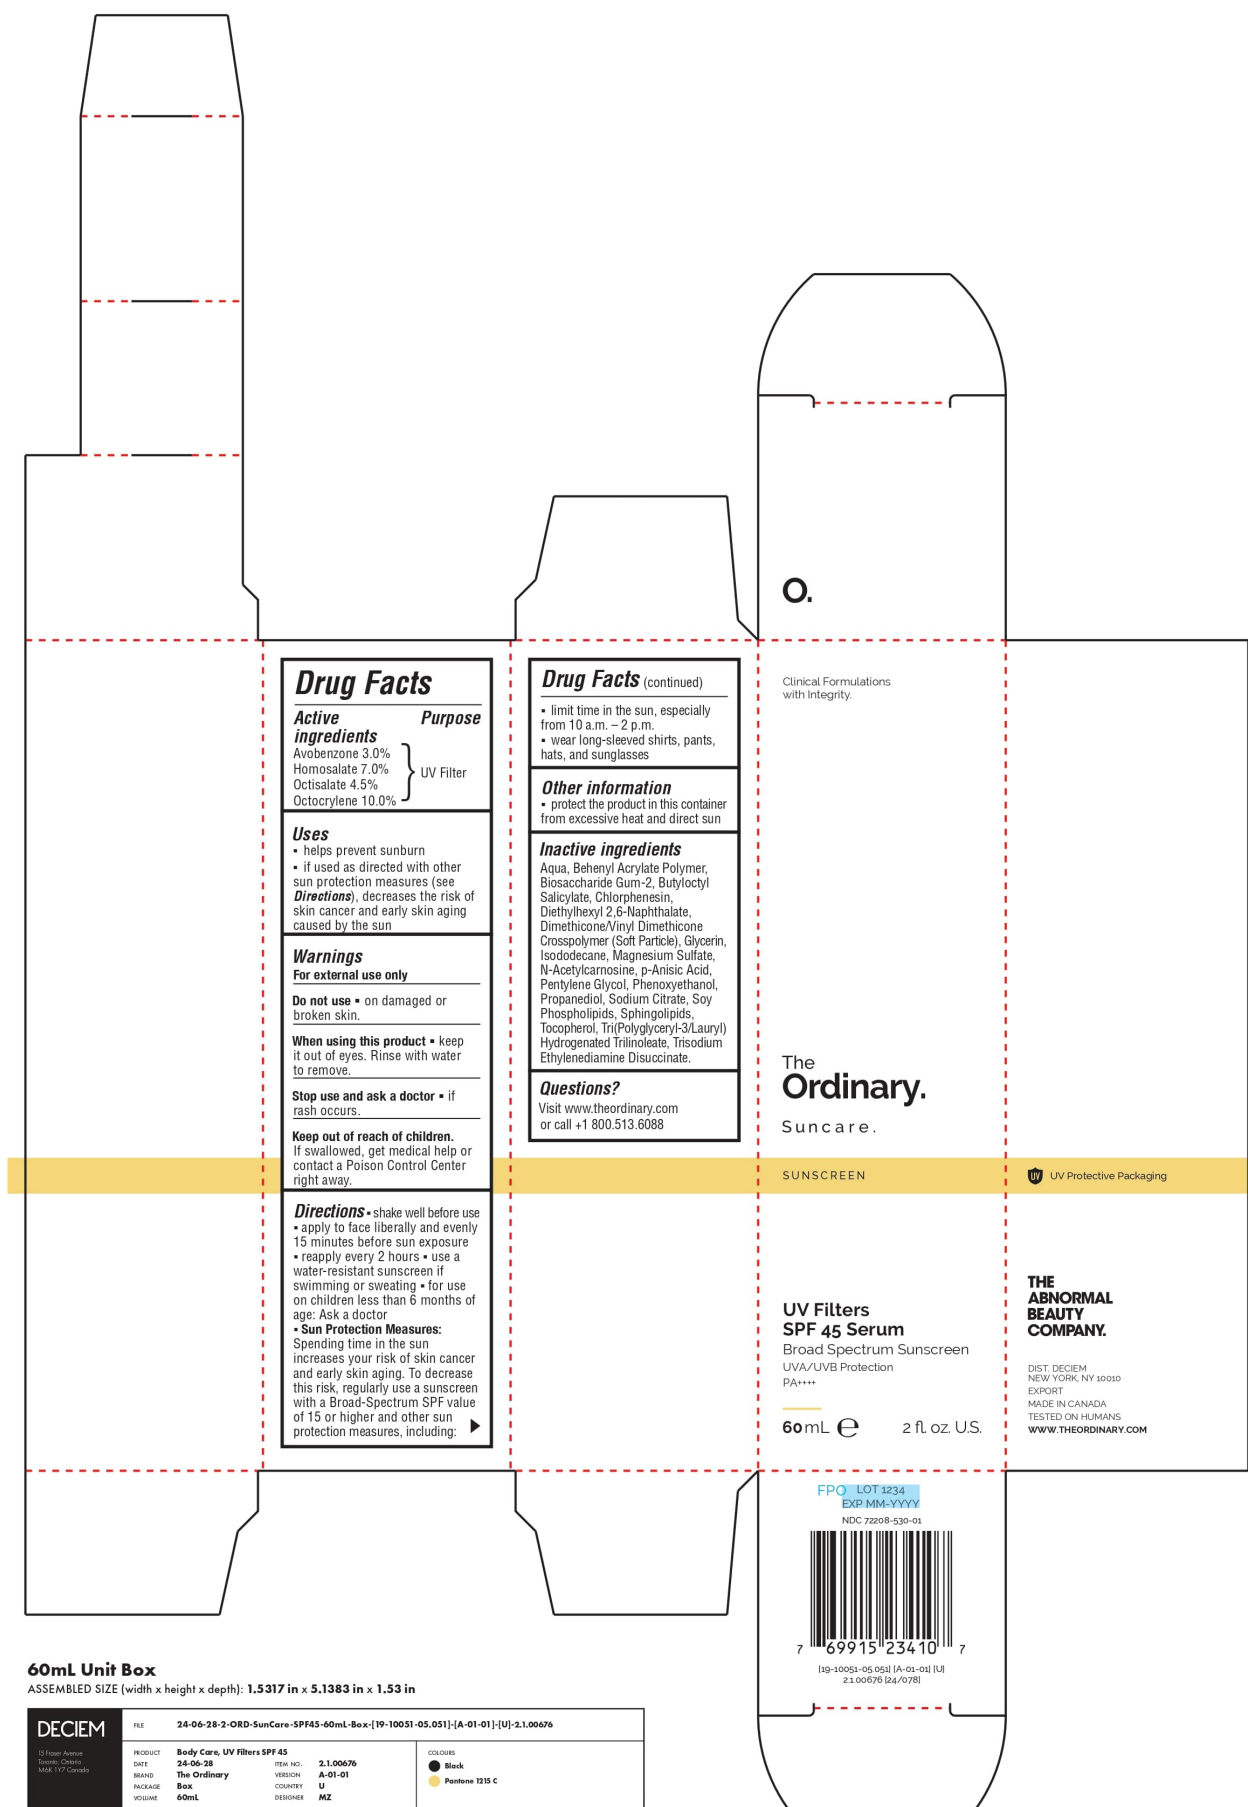 Drug Facts
Active ingredients Purpose
Avobenzone 3.0%
Homosalate 7.0%
Octisalate 4.5%
Octocrylene 10.0%
UV Filter
Uses
▪ helps prevent sunburn
▪ if used as directed with other
sun protection measures (see
Directions), decreases the risk of
skin cancer and early skin aging
caused by the sun
Warnings
For external use only
Do not use ▪ on damaged or
broken skin.
When using this product ▪ keep
it out of eyes. Rinse with water
to remove.
Stop use and ask a doctor ▪ if
rash occurs.
Keep out of reach of children.
If swallowed, get medical help or
contact a Poison Control Center
right away.
Directions ▪ shake well before use
▪ apply to face liberally and evenly
15 minutes before sun exposure
▪ reapply every 2 hours ▪ use a
water-resistant sunscreen if
swimming or sweating ▪ for use
on children less than 6 months of
age: Ask a doctor
▪ Sun Protection Measures:
Spending time in the sun
increases your risk of skin cancer
and early skin aging. To decrease
this risk, regularly use a sunscreen
with a Broad-Spectrum SPF value
of 15 or higher and other sun
protection measures, including:
Drug Facts (continued)
▪ limit time in the sun, especially
from 10 a.m. – 2 p.m.
▪ wear long-sleeved shirts, pants,
hats, and sunglasses
Other information
▪ protect the product in this container
from excessive heat and direct sun
Inactive ingredients
Aqua, Behenyl Acrylate Polymer,
Biosaccharide Gum-2, Butyloctyl
Salicylate, Chlorphenesin,
Diethylhexyl 2,6-Naphthalate,
Dimethicone/Vinyl Dimethicone
Crosspolymer (Soft Particle), Glycerin,
Isododecane, Magnesium Sulfate,
N-Acetylcarnosine, p-Anisic Acid,
Pentylene Glycol, Phenoxyethanol,
Propanediol, Sodium Citrate, Soy
Phospholipids, Sphingolipids,
Tocopherol, Tri(Polyglyceryl-3/Lauryl)
Hydrogenated Trilinoleate, Trisodium
Ethylenediamine Disuccinate.
Questions?
Visit www.theordinary.com
or call +1 800.513.6088
O.
Clinical Formulations
with Integrity.
The
Ordinary.
Suncare.
SUNSCREEN
UV Filters
SPF 45 Serum
Broad Spectrum Sunscreen
UVA/UVB Protection
PA++++
60 mL ℮ 2 fl. oz. U.S.
UV UV Protective Packaging
THE
ABNORMAL
BEAUTY
COMPANY.
DIST. DECIEM
NEW YORK, NY 10010
EXPORT
MADE IN CANADA
TESTED ON HUMANS
WWW.THEORDINARY.COM
FPO LOT 1234
EXP MM-YYYY
NDC 72208-530-01
7 69915 23410 7
[19-10051-05.051] [A-01-01] [U]
2.1.00676 [24/078]
60mL Unit Box
ASSEMBLED SIZE (width x height x depth): 1.5317 in x 5.1383 in x 1.53 in
DECIEM
15 Fraser Avenue
Toronto, Ontario
M6K 1Y7 Canada
FILE 24-06-28-2-ORD-SunCare-SPF45-60mL-Box-[19-10051-05.051]-[A-01-01]-[U]-2.1.00676
PRODUCT Body Care, UV Filters SPF 45
DATE 24-06-28 ITEM NO. 2.1.00676
BRAND The Ordinary VERSION A-01-01
PACKAGE Box COUNTRY U
VOLUME 60mL DESIGNER MZ
COLOURS
Black
Pantone 1215 C